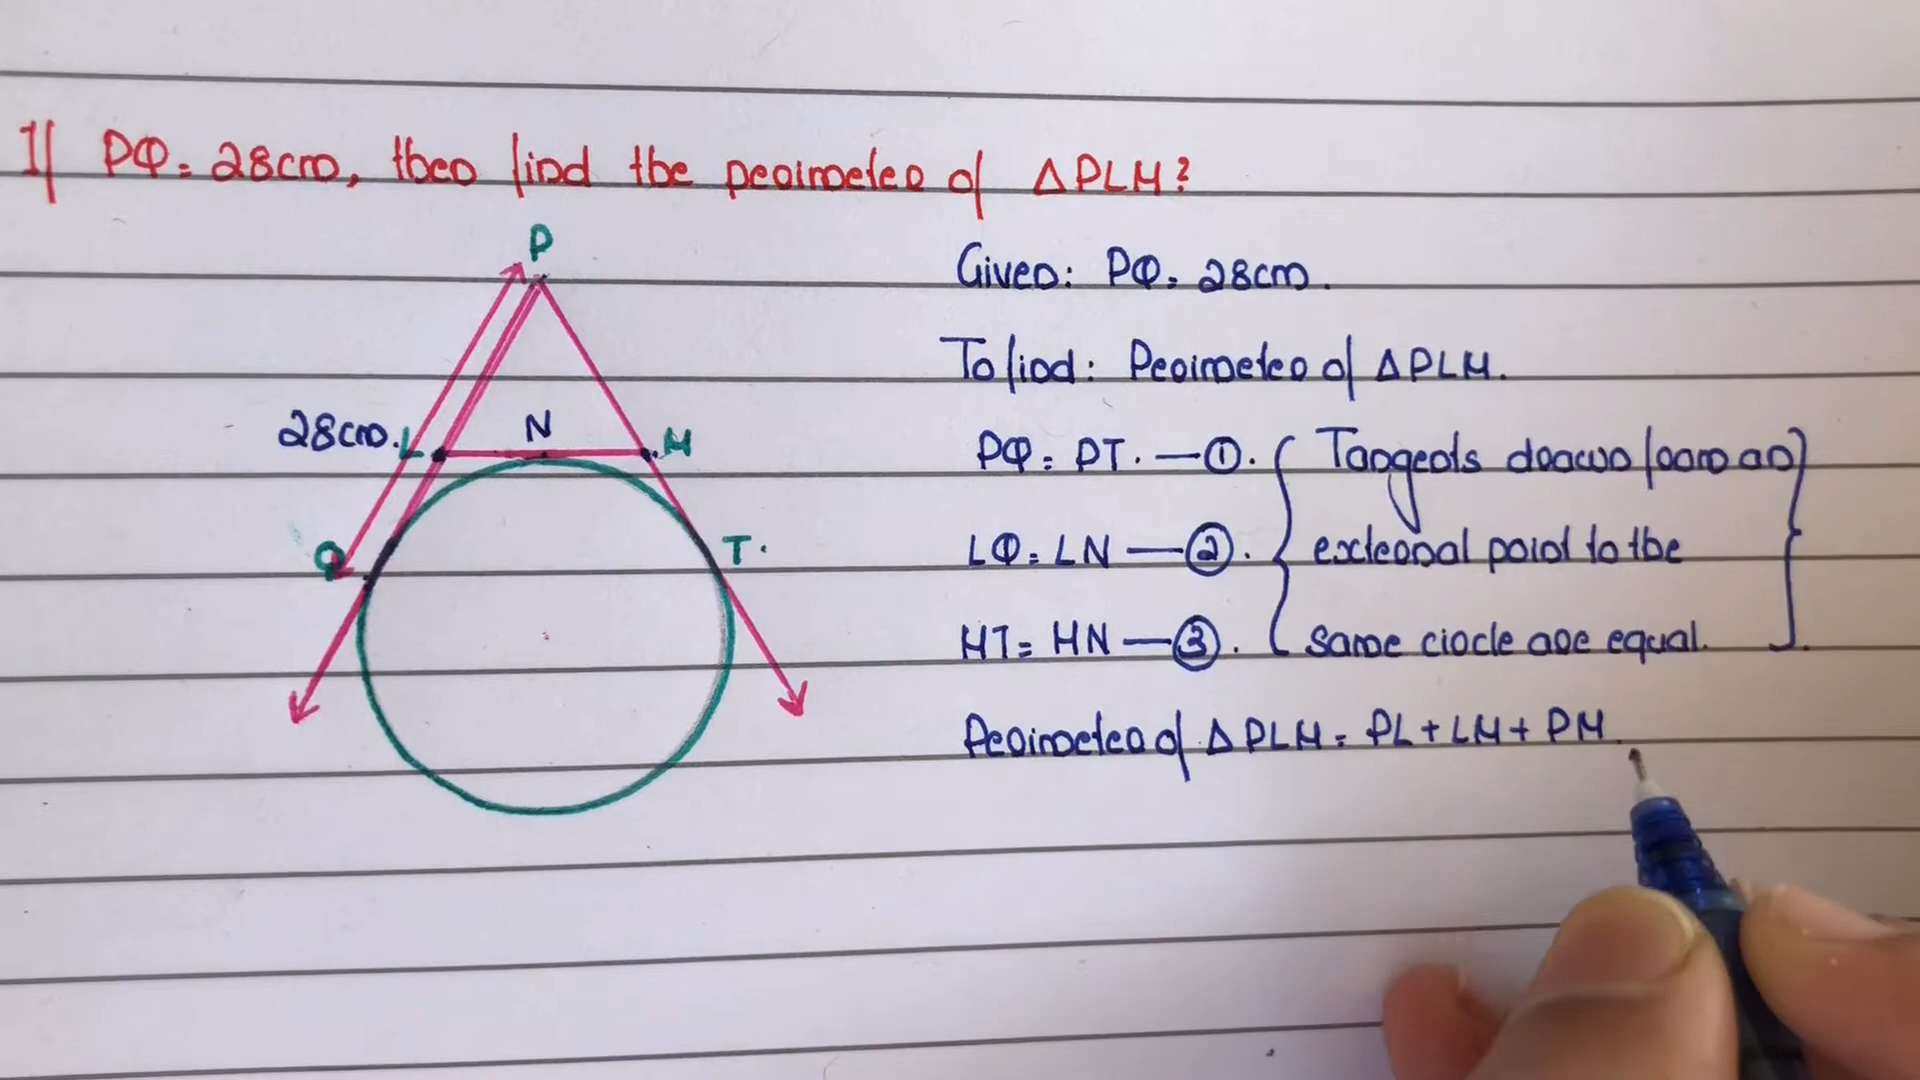 If PQ = 28cm, then find the perimeter of ΔPLM?
P
Given: PQ = 28cm.
To find: Perimeter of ΔPLM.
28cm.
L
N
M
PQ = PT. — ①.
Tangents drawn from an
Q
T.
LQ = LN — ②.
external point to the
MT = MN — ③.
same circle are equal.
Perimeter of ΔPLM = PL + LM + PM.